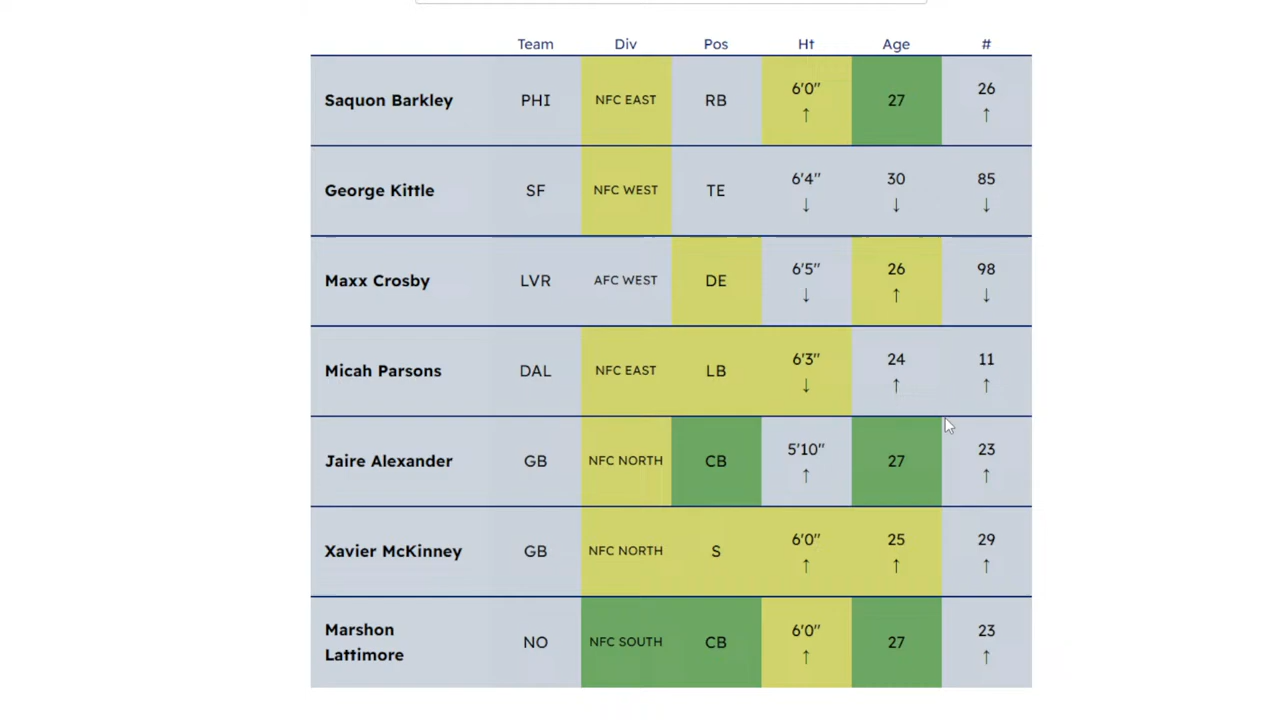 Team Div Pos Ht Age #
Saquon Barkley PHI NFC EAST RB 6'0" ↑ 27 26 ↑
George Kittle SF NFC WEST TE 6'4" ↓ 30 ↓ 85 ↓
Maxx Crosby LVR AFC WEST DE 6'5" ↓ 26 ↑ 98 ↓
Micah Parsons DAL NFC EAST LB 6'3" ↓ 24 ↑ 11 ↑
Jaire Alexander GB NFC NORTH CB 5'10" ↑ 27 23 ↑
Xavier McKinney GB NFC NORTH S 6'0" ↑ 25 ↑ 29 ↑
Marshon
Lattimore NO NFC SOUTH CB 6'0" ↑ 27 23 ↑